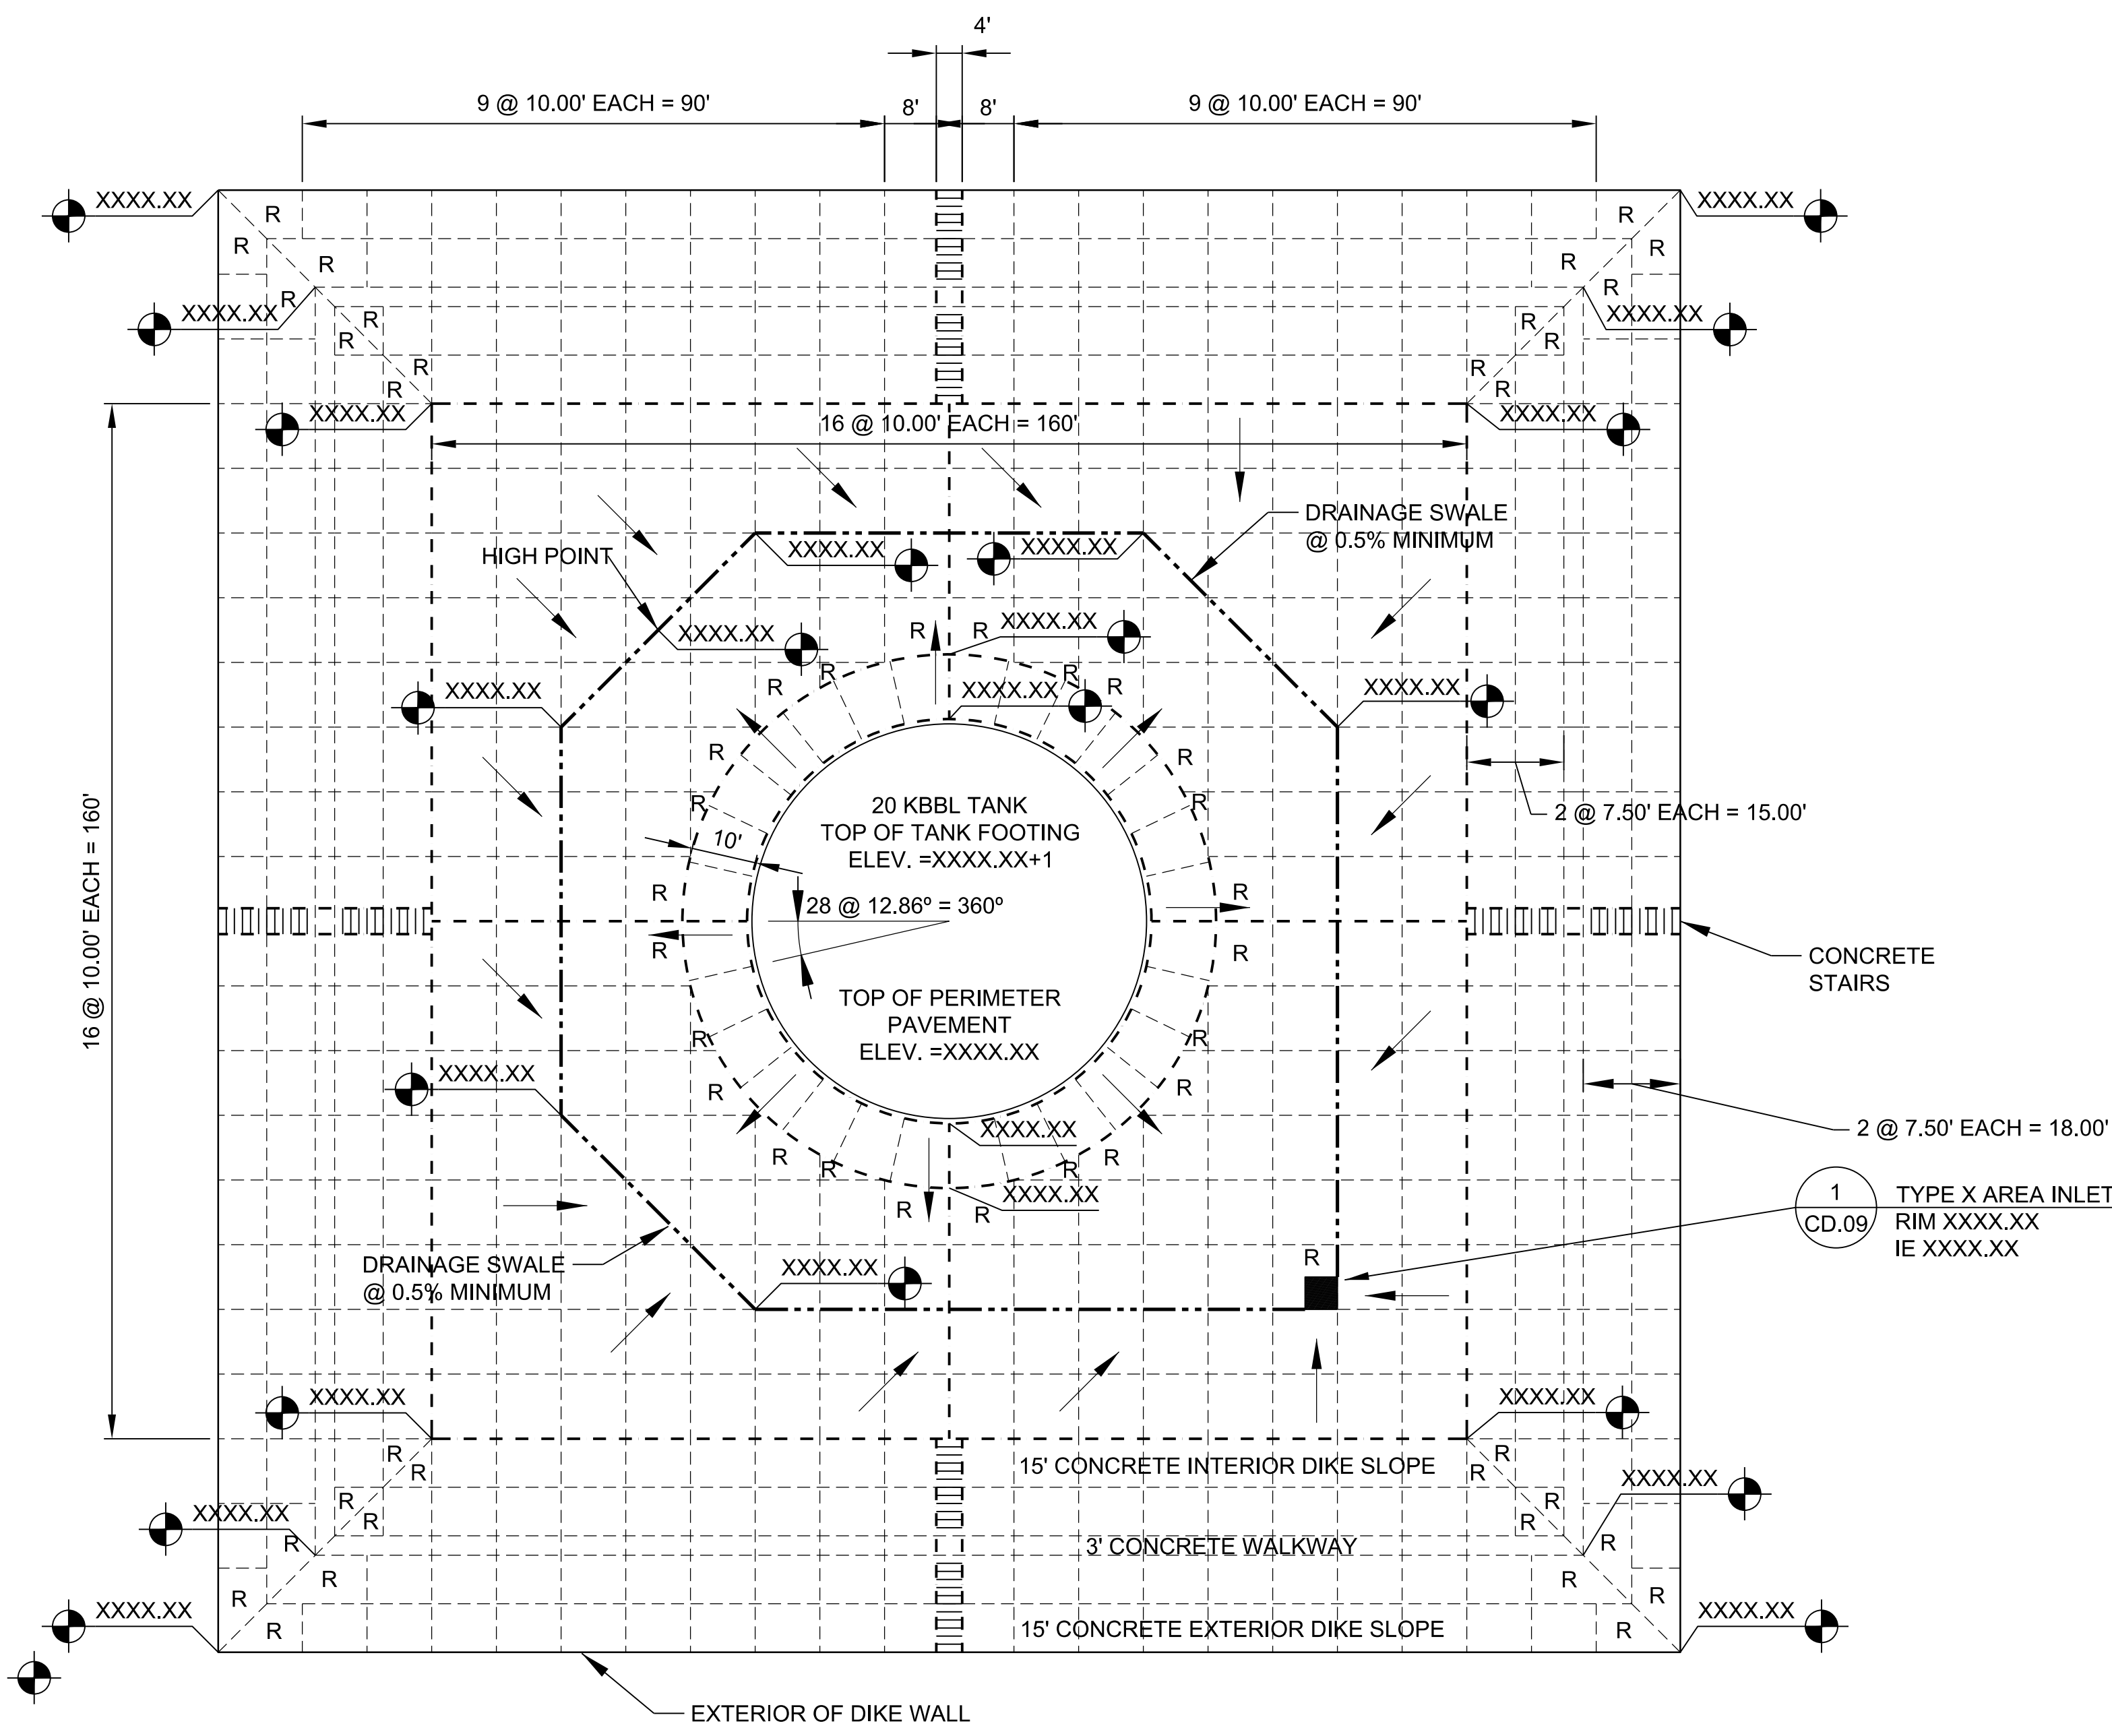 4'
9 @ 10.00' EACH = 90'
8'
8'
9 @ 10.00' EACH = 90'
XXXX.XX
R
R
XXXX.XX
R
R
R
R
XXXX.XX
R
R
R
R
XXXX.XX
R
R
R
R
R
R
R
R
XXXX.XX
XXXX.XX
16 @ 10.00' EACH = 160'
DRAINAGE SWALE
@ 0.5% MINIMUM
HIGH POINT
XXXX.XX
XXXX.XX
XXXX.XX
R
R
XXXX.XX
XXXX.XX
R
R
XXXX.XX
R
R
XXXX.XX
R
R
2 @ 7.50' EACH = 15.00'
R
R
20 KBBL TANK
TOP OF TANK FOOTING
ELEV. =XXXX.XX+1
10'
28 @ 12.86º = 360º
R
R
R
R
16 @ 10.00' EACH = 160'
CONCRETE
STAIRS
TOP OF PERIMETER
PAVEMENT
ELEV. =XXXX.XX
R
R
XXXX.XX
R
R
XXXX.XX
2 @ 7.50' EACH = 18.00'
R
R
R
R
XXXX.XX
R
R
1
CD.09
TYPE X AREA INLET
RIM XXXX.XX
IE XXXX.XX
DRAINAGE SWALE
@ 0.5% MINIMUM
XXXX.XX
R
XXXX.XX
XXXX.XX
R
R
15' CONCRETE INTERIOR DIKE SLOPE
R
R
XXXX.XX
XXXX.XX
R
R
R
R
R
3' CONCRETE WALKWAY
R
R
R
XXXX.XX
R
R
15' CONCRETE EXTERIOR DIKE SLOPE
R
R
XXXX.XX
EXTERIOR OF DIKE WALL